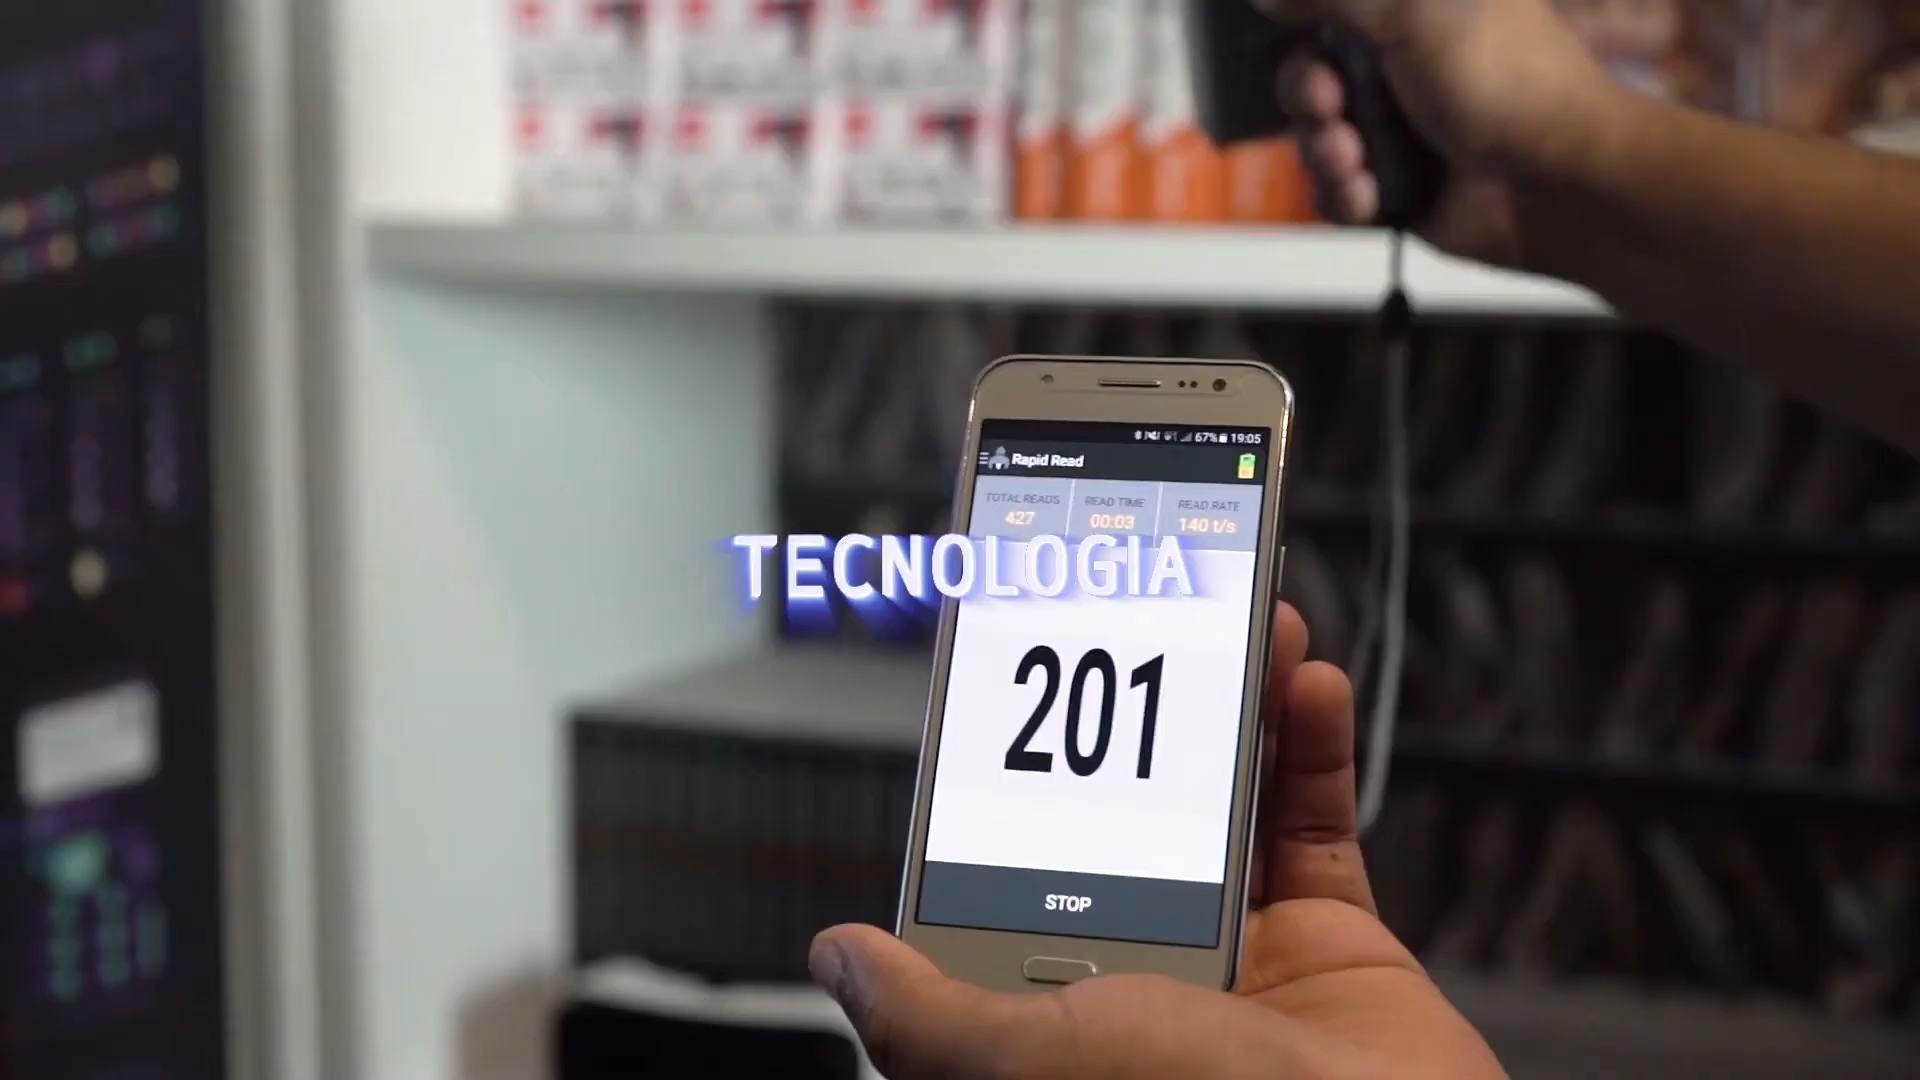 67% 19:05
Rapid Read
TOTAL READS READ TIME READ RATE
427 00:03 140 t/s
TECNOLOGIA
201
STOP